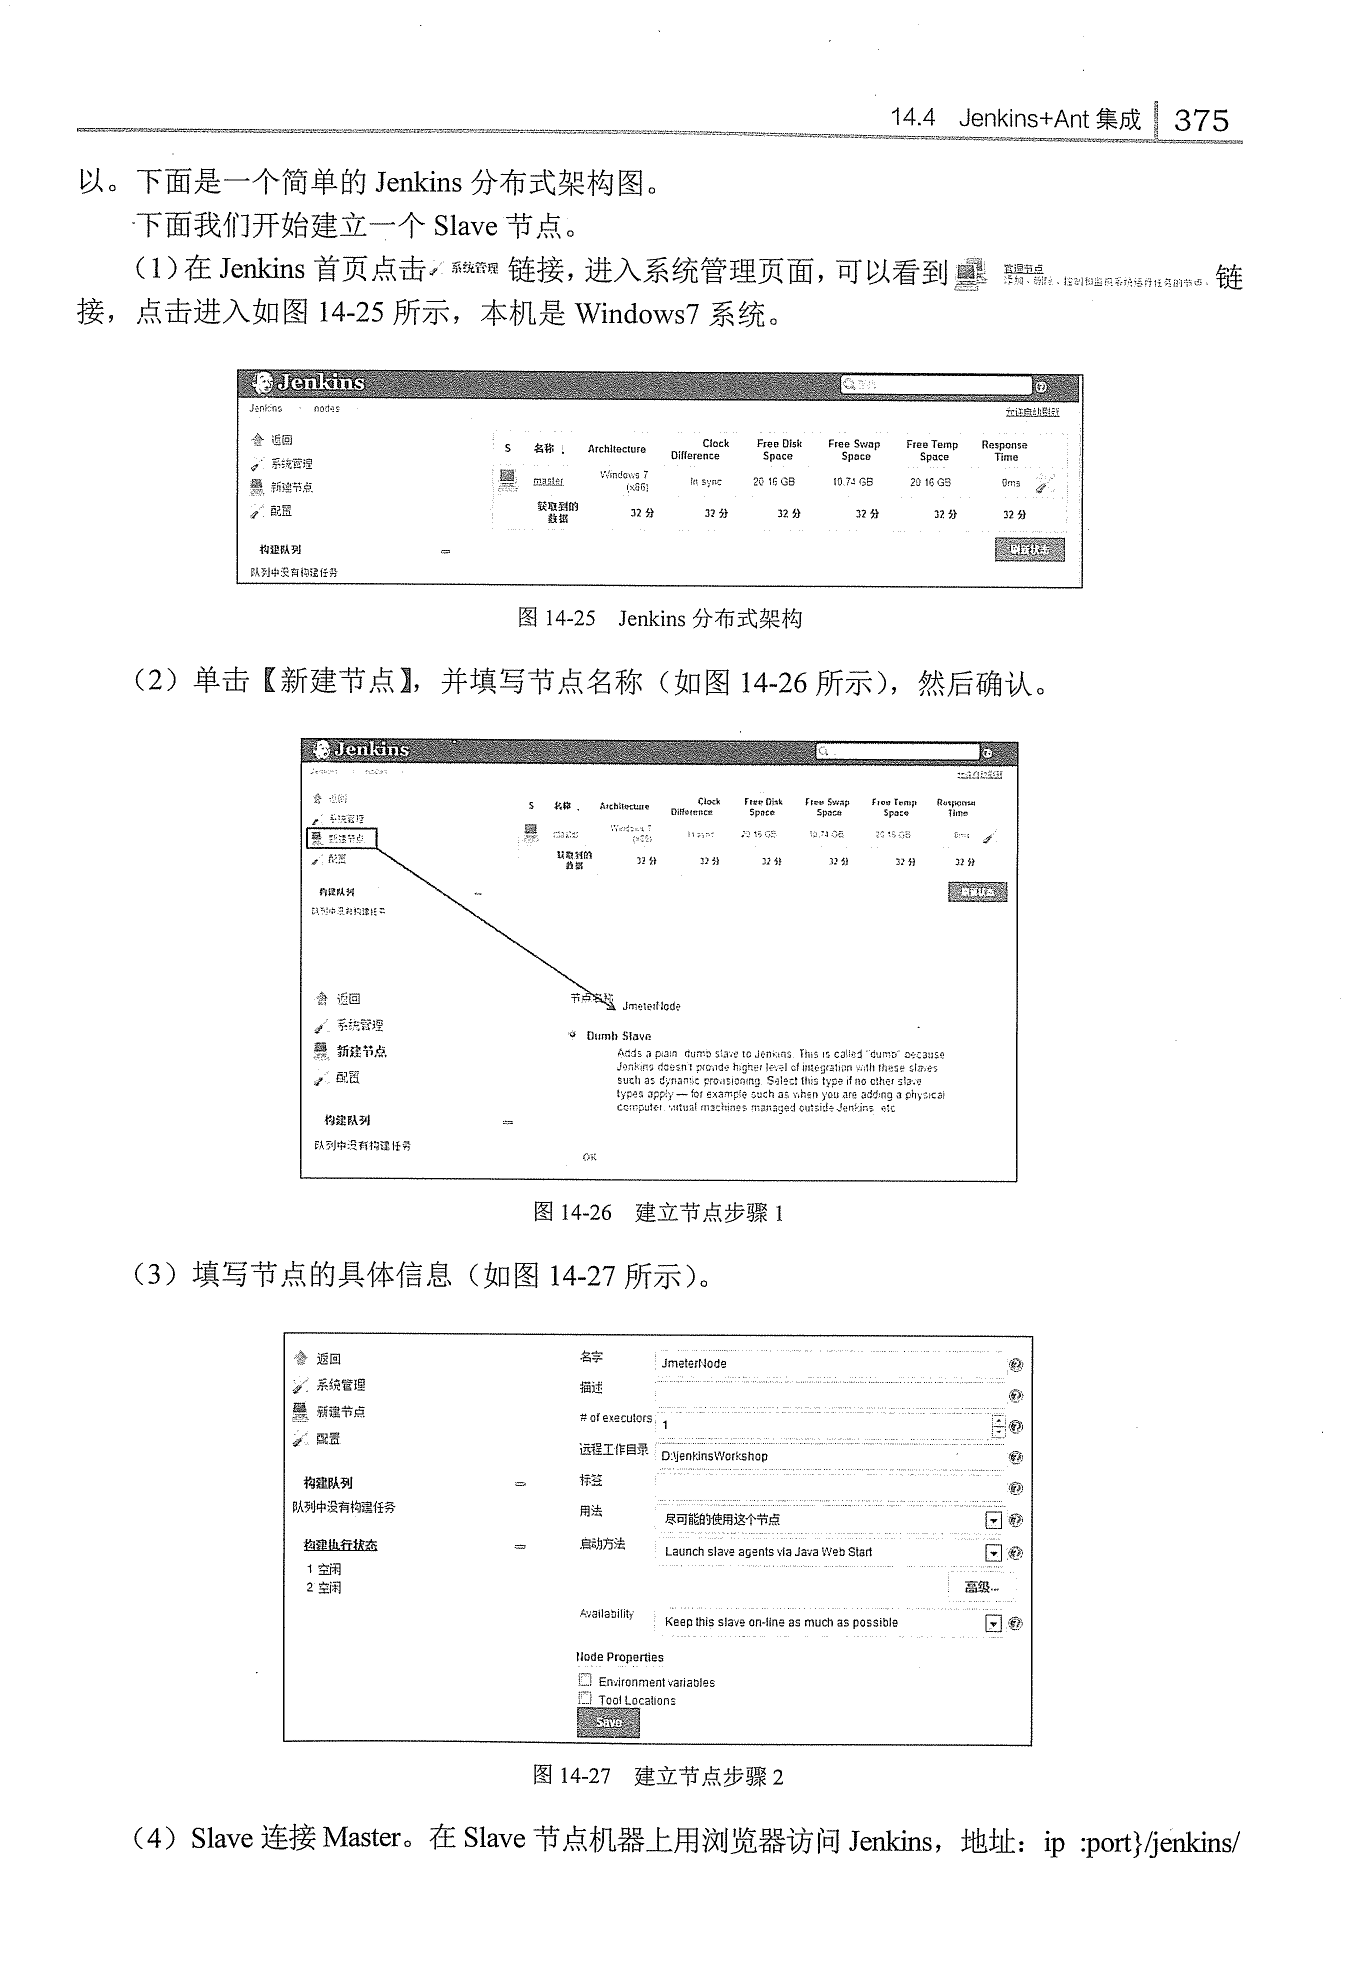 14.4 Jenkins+Ant 集成 375
以。下面是一个简单的 Jenkins 分布式架构图。
下面我们开始建立一个 Slave 节点。
（1）在 Jenkins 首页点击 系统管理 链接，进入系统管理页面，可以看到 管理节点 链
接，点击进入如图 14-25 所示，本机是 Windows7 系统。
Jenkins
Jenkins nodes
允许自动刷新
返回
系统管理
新建节点
配置
构建队列
队列中没有构建任务
S 名称 ↓ Architecture Clock Difference Free Disk Space Free Swap Space Free Temp Space Response Time
master Windows 7 (x86) In sync 20.16 GB 10.74 GB 20.16 GB 0ms
获取到的数据 32 分 32 分 32 分 32 分 32 分 32 分
刷新状态
图 14-25 Jenkins 分布式架构
（2）单击【新建节点】，并填写节点名称（如图 14-26 所示），然后确认。
Jenkins
Jenkins nodes
返回
系统管理
新建节点
配置
构建队列
队列中没有构建任务
S 名称 Architecture Clock Difference Free Disk Space Free Swap Space Free Temp Space Response Time
master Windows 7 (x86) In sync 20.16 GB 10.74 GB 20.16 GB 0ms
获取到的数据 32 分 32 分 32 分 32 分 32 分 32 分
刷新状态
返回
系统管理
新建节点
配置
构建队列
队列中没有构建任务
节点名称 JmeterNode
Dumb Slave
Adds a plain, dumb slave to Jenkins. This is called "dumb" because
Jenkins doesn't provide higher level of integration with these slaves
such as dynamic provisioning. Select this type if no other slave
types apply — for example such as when you are adding a physical
computer, virtual machines managed outside Jenkins, etc
OK
图 14-26 建立节点步骤 1
（3）填写节点的具体信息（如图 14-27 所示）。
返回
系统管理
新建节点
配置
构建队列
队列中没有构建任务
构建执行状态
1 空闲
2 空闲
名字 JmeterNode
描述
# of executors 1
远程工作目录 D:\jenkinsWorkshop
标签
用法 尽可能的使用这个节点
启动方法 Launch slave agents via Java Web Start
高级...
Availability Keep this slave on-line as much as possible
Node Properties
Environment variables
Tool Locations
Save
图 14-27 建立节点步骤 2
（4）Slave 连接 Master。在 Slave 节点机器上用浏览器访问 Jenkins，地址：ip :port}/jenkins/